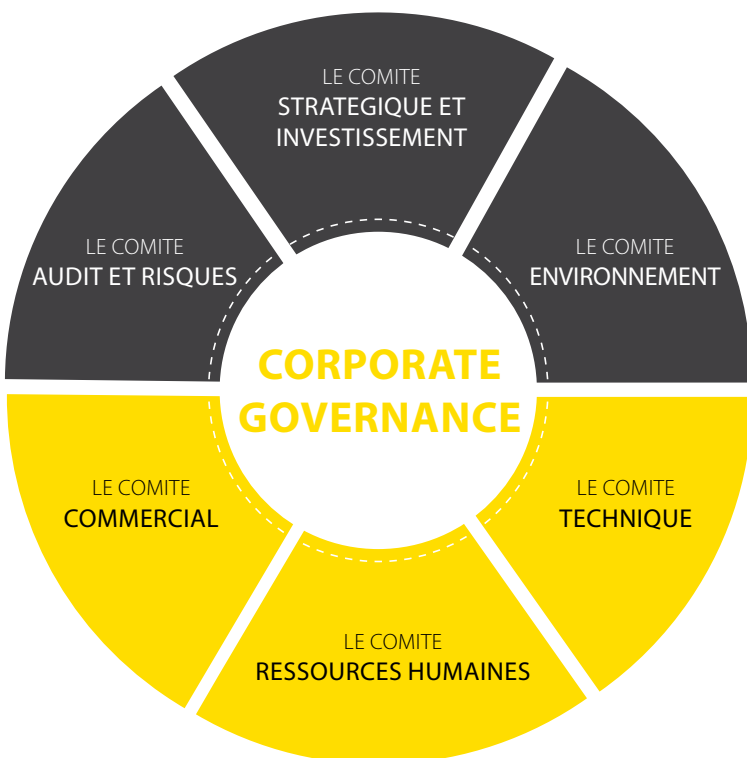 LE COMITE
STRATEGIQUE ET
INVESTISSEMENT
LE COMITE
AUDIT ET RISQUES
LE COMITE
ENVIRONNEMENT
CORPORATE
GOVERNANCE
LE COMITE
COMMERCIAL
LE COMITE
TECHNIQUE
LE COMITE
RESSOURCES HUMAINES